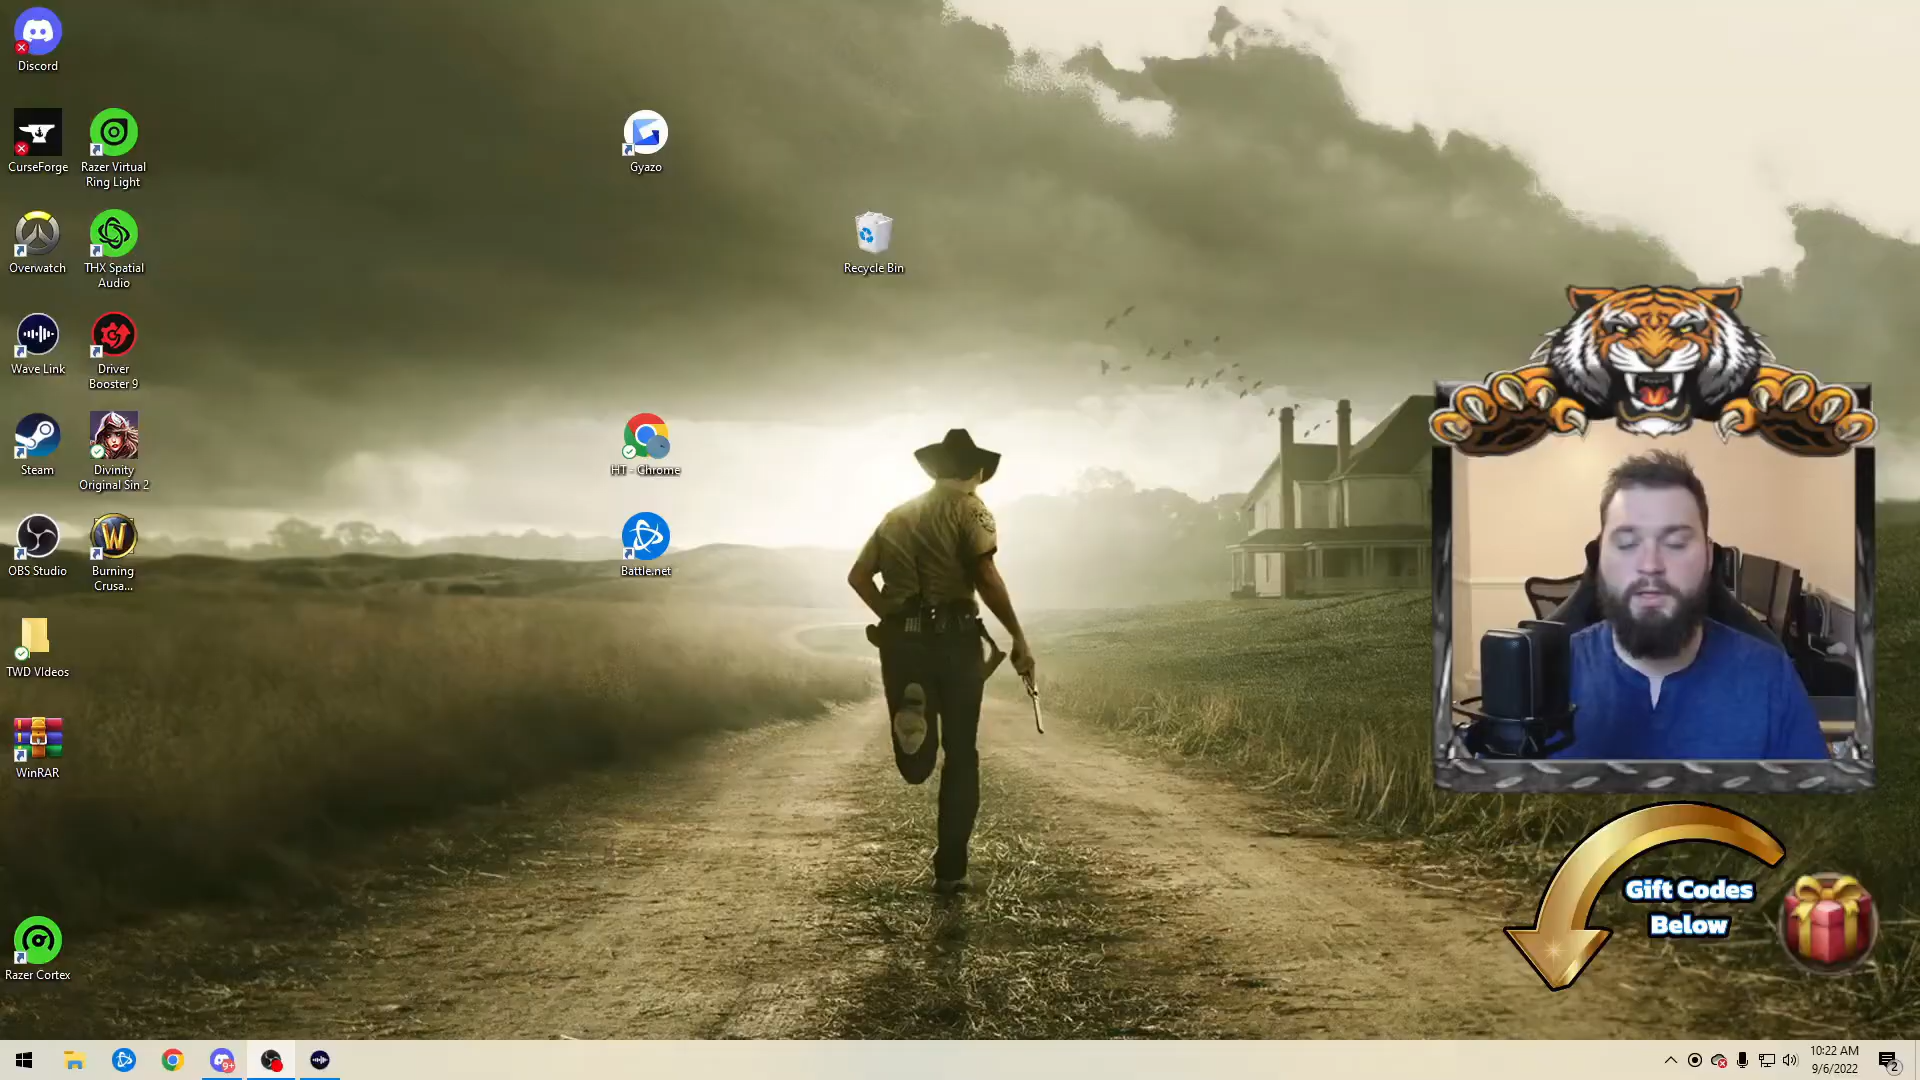 Discord
CurseForge
Razer Virtual
Ring Light
Gyazo
Overwatch
THX Spatial
Audio
Recycle Bin
Wave Link
Driver
Booster 9
Steam
Divinity
Original Sin 2
HT - Chrome
OBS Studio
Burning
Crusa...
Battle.net
TWD VIdeos
WinRAR
Gift Codes
Below
Razer Cortex
9+
10:22 AM
9/6/2022
2